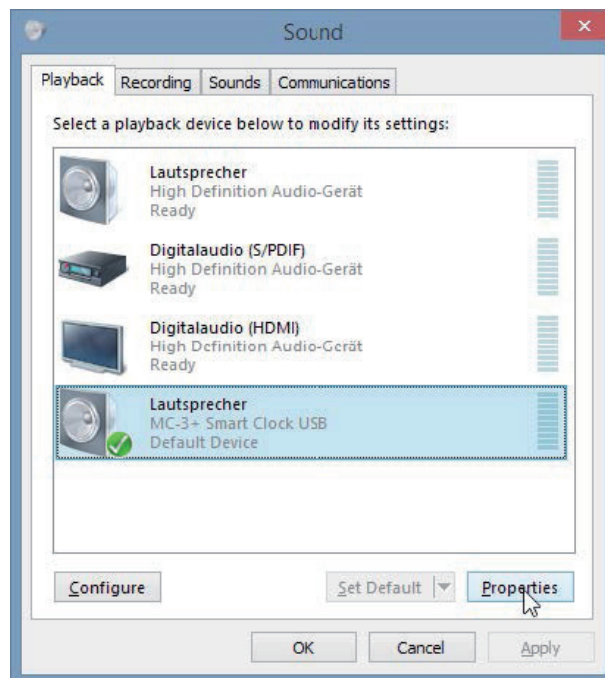 Sound
Playback Recording Sounds Communications
Select a playback device below to modify its settings:
Lautsprecher
High Definition Audio-Gerät
Ready
Digitalaudio (S/PDIF)
High Definition Audio-Gerät
Ready
Digitalaudio (HDMI)
High Definition Audio-Gerät
Ready
Lautsprecher
MC-3+ Smart Clock USB
Default Device
Configure Set Default Properties
OK Cancel Apply